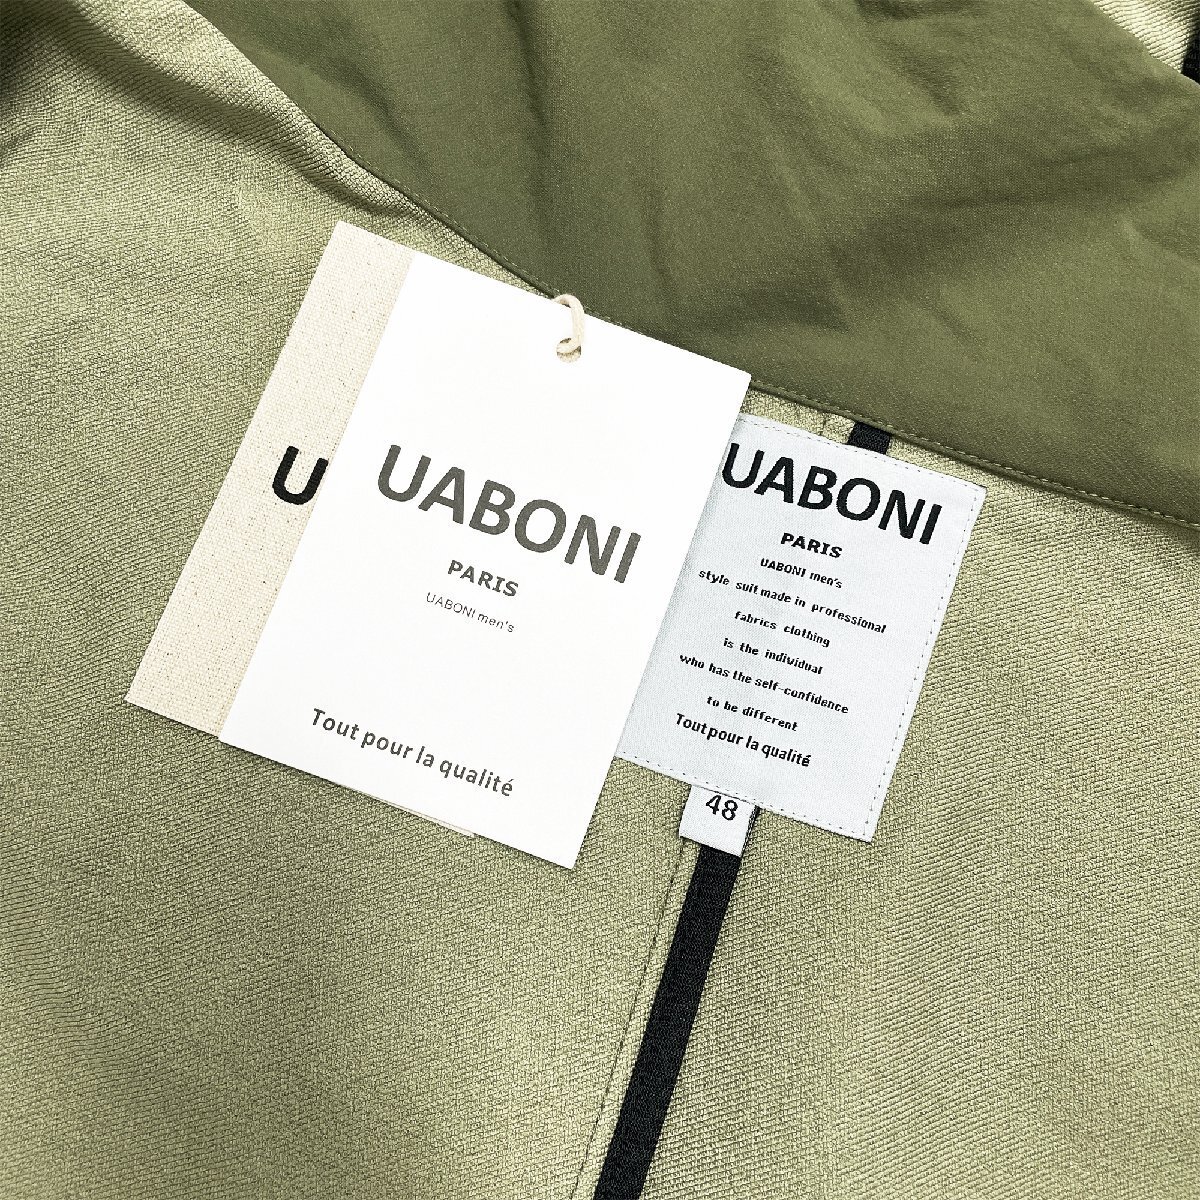 U
UABONI
PARIS
UABONI men's
Tout pour la qualité
UABONI
PARIS
UABONI men's
style suit made in professional
fabrics clothing
is the individual
who has the self-confidence
to be different
Tout pour la qualité
48